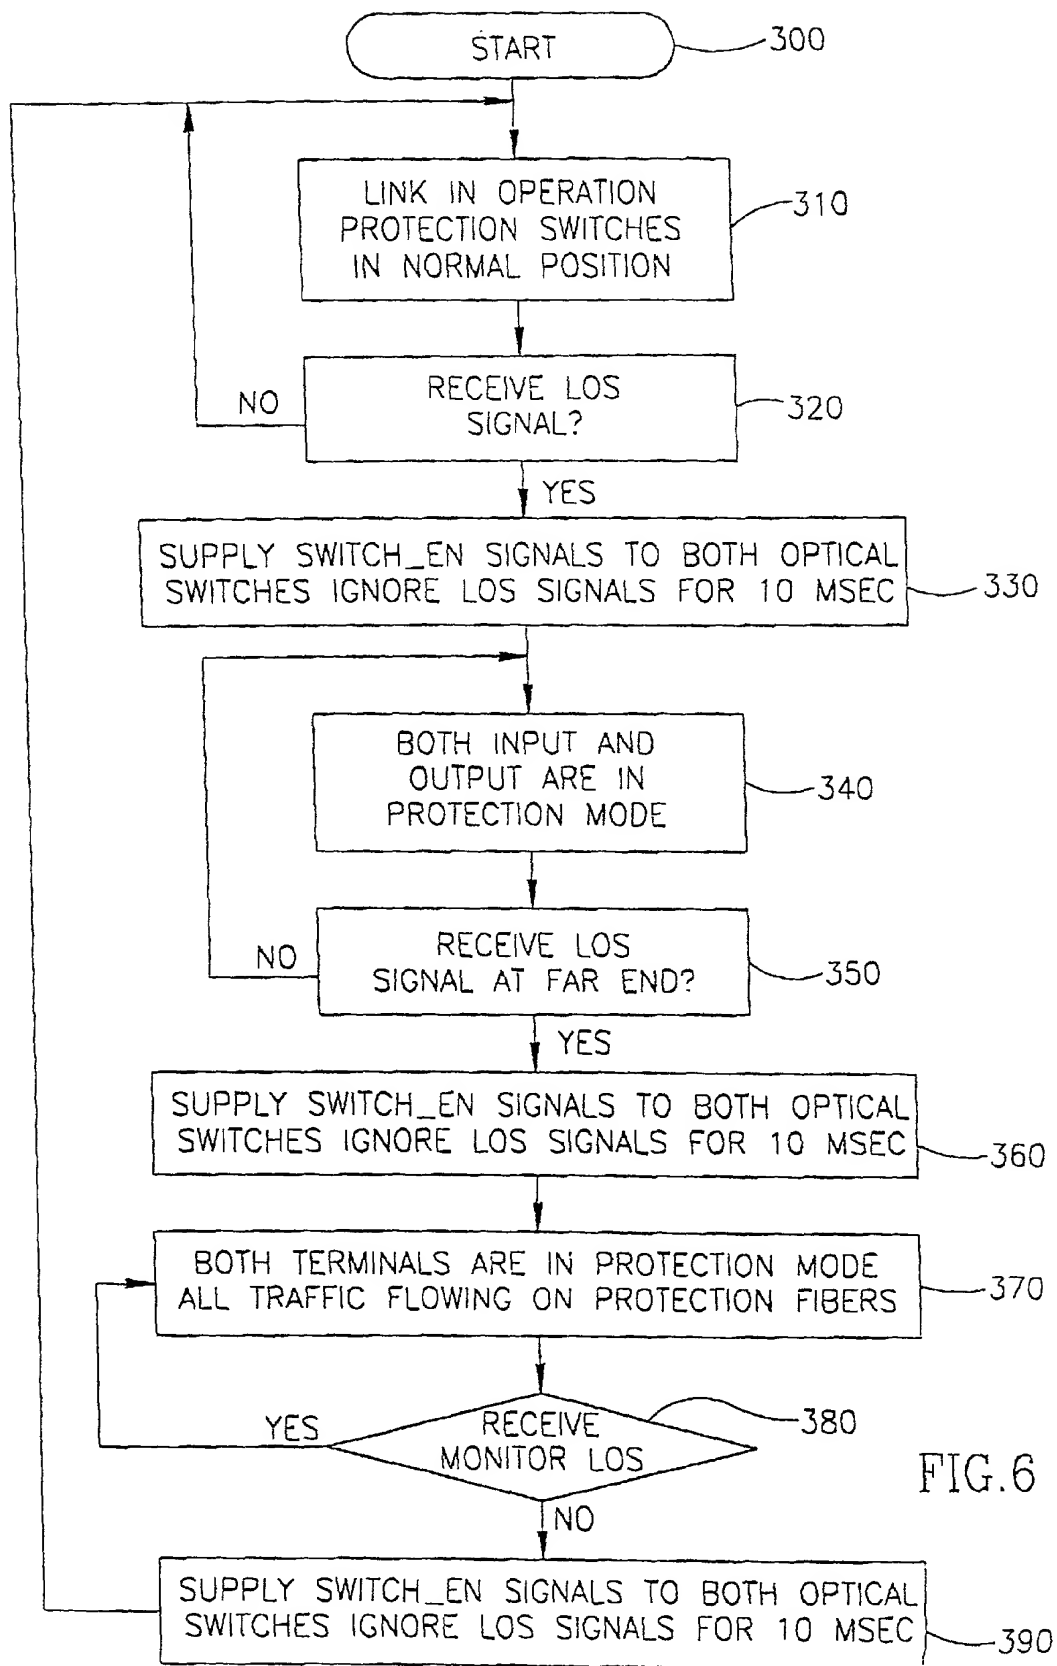 START
300
LINK IN OPERATION
PROTECTION SWITCHES
IN NORMAL POSITION
310
RECEIVE LOS
SIGNAL?
320
NO
YES
SUPPLY SWITCH_EN SIGNALS TO BOTH OPTICAL
SWITCHES IGNORE LOS SIGNALS FOR 10 MSEC
330
BOTH INPUT AND
OUTPUT ARE IN
PROTECTION MODE
340
RECEIVE LOS
SIGNAL AT FAR END?
350
NO
YES
SUPPLY SWITCH_EN SIGNALS TO BOTH OPTICAL
SWITCHES IGNORE LOS SIGNALS FOR 10 MSEC
360
BOTH TERMINALS ARE IN PROTECTION MODE
ALL TRAFFIC FLOWING ON PROTECTION FIBERS
370
RECEIVE
MONITOR LOS
380
YES
NO
FIG.6
SUPPLY SWITCH_EN SIGNALS TO BOTH OPTICAL
SWITCHES IGNORE LOS SIGNALS FOR 10 MSEC
390